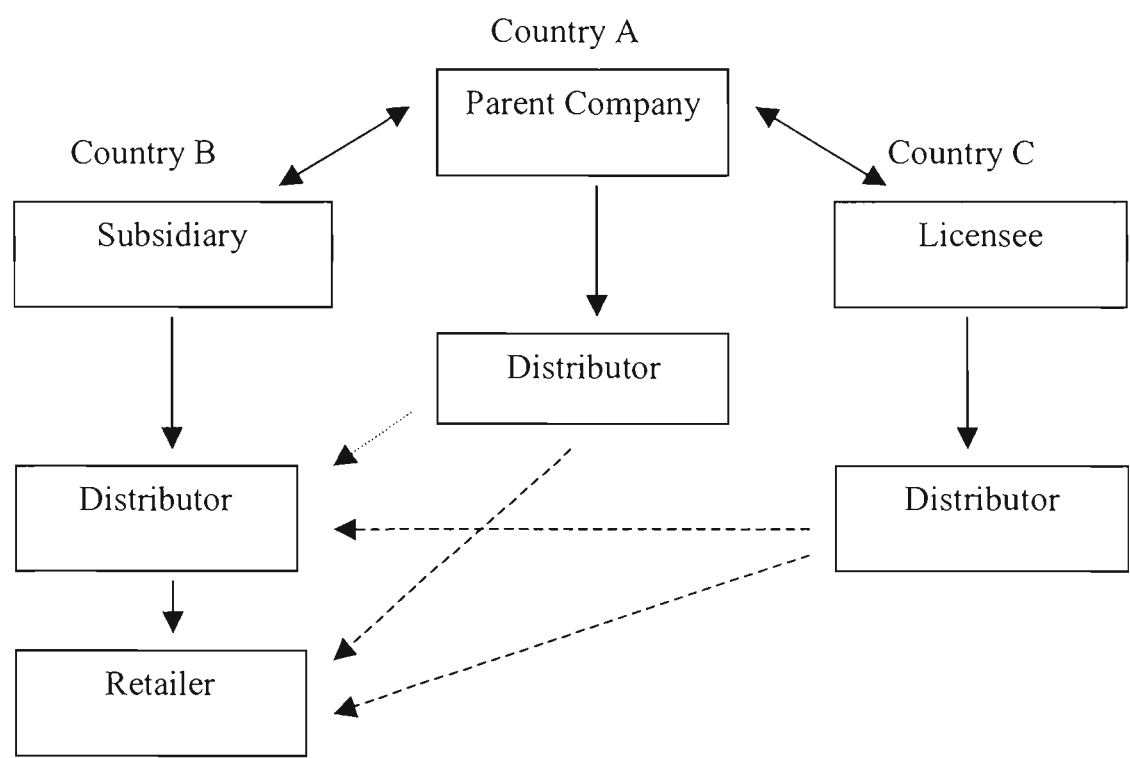 Country A
Parent Company
Country B
Country C
Subsidiary
Licensee
Distributor
Distributor
Distributor
Retailer